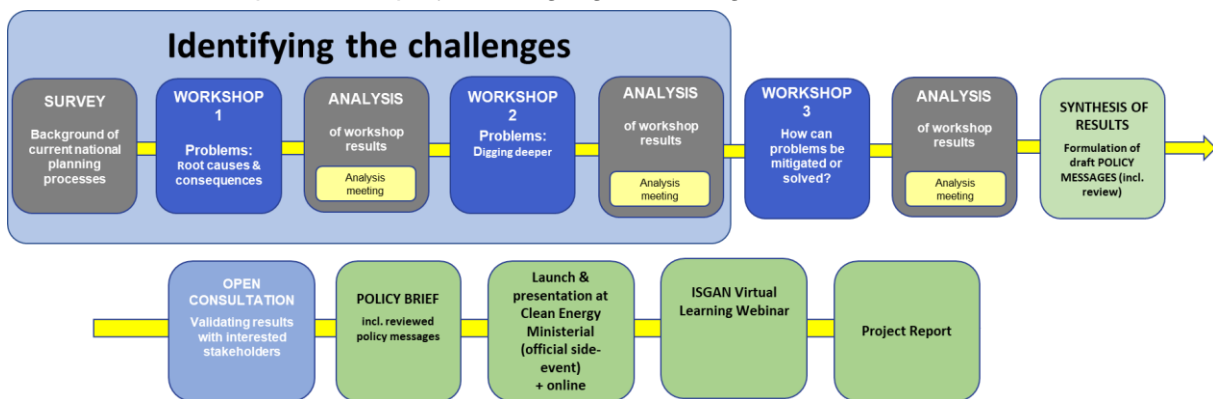 Identifying the challenges
SURVEY
Background of
current national
planning
processes
WORKSHOP
1
Problems:
Root causes &
consequences
ANALYSIS
of workshop
results
Analysis
meeting
WORKSHOP
2
Problems:
Digging deeper
ANALYSIS
of workshop
results
Analysis
meeting
WORKSHOP
3
How can
problems be
mitigated or
solved?
ANALYSIS
of workshop
results
Analysis
meeting
SYNTHESIS OF
RESULTS
Formulation of
draft POLICY
MESSAGES (incl.
review)
OPEN
CONSULTATION
Validating results
with interested
stakeholders
POLICY BRIEF
incl. reviewed
policy messages
Launch &
presentation at
Clean Energy
Ministerial
(official side-
event)
+ online
ISGAN Virtual
Learning Webinar
Project Report